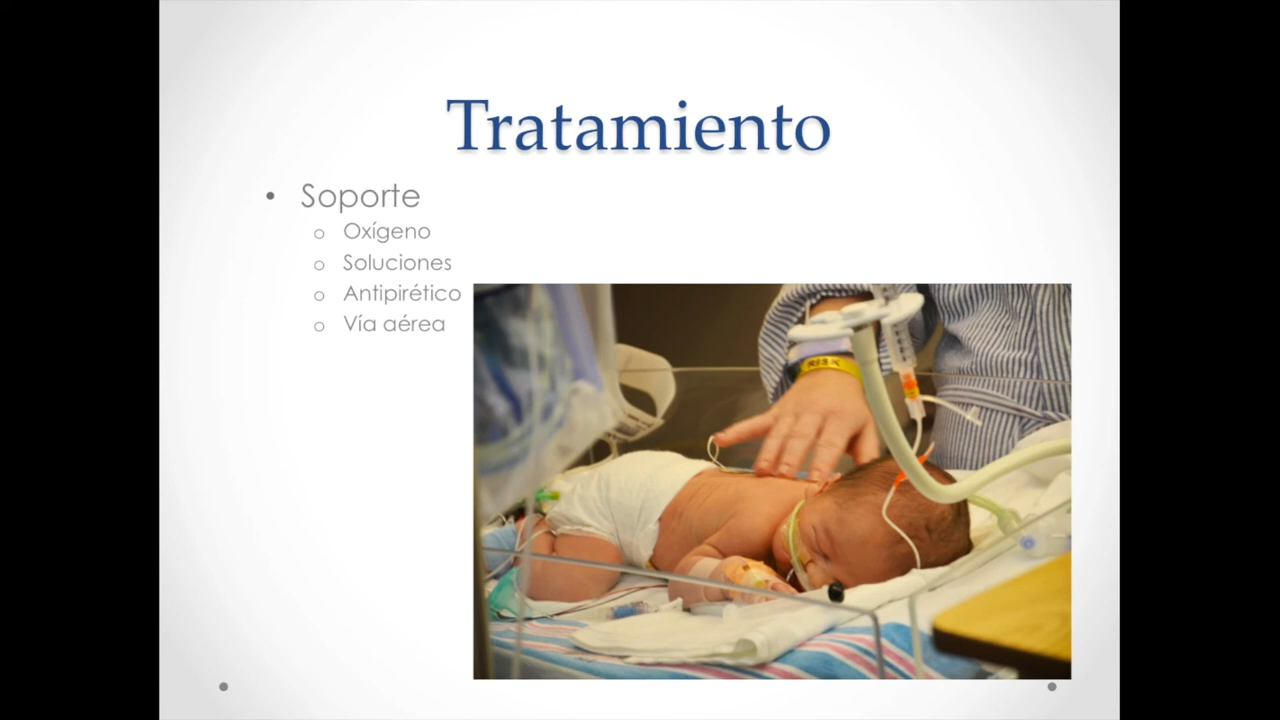 Tratamiento
• Soporte
o Oxígeno
o Soluciones
o Antipirético
o Vía aérea